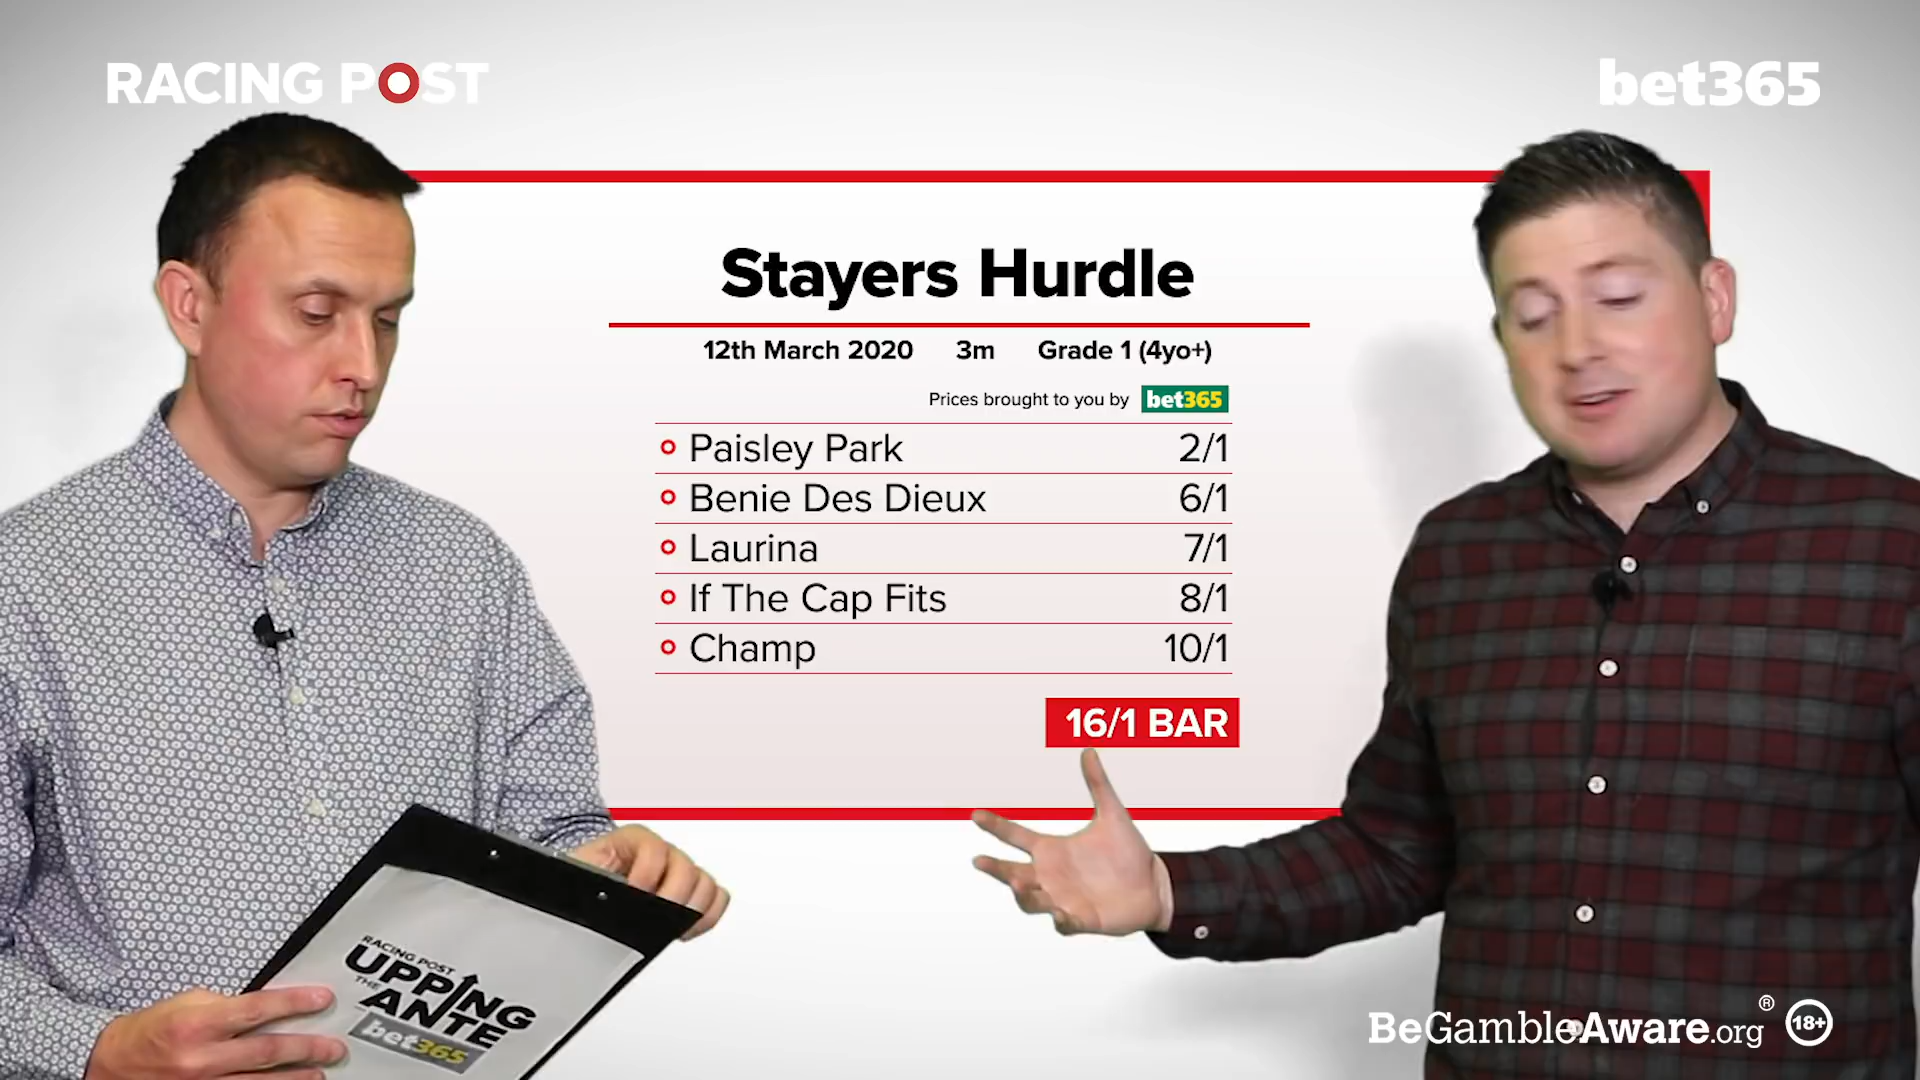 RACING POST
bet365
Stayers Hurdle
12th March 2020 3m Grade 1 (4yo+)
Prices brought to you by bet365
Paisley Park 2/1
Benie Des Dieux 6/1
Laurina 7/1
If The Cap Fits 8/1
Champ 10/1
16/1 BAR
RACING POST
UPPING
THE
ANTE
bet365
BeGambleAware.org® 18+